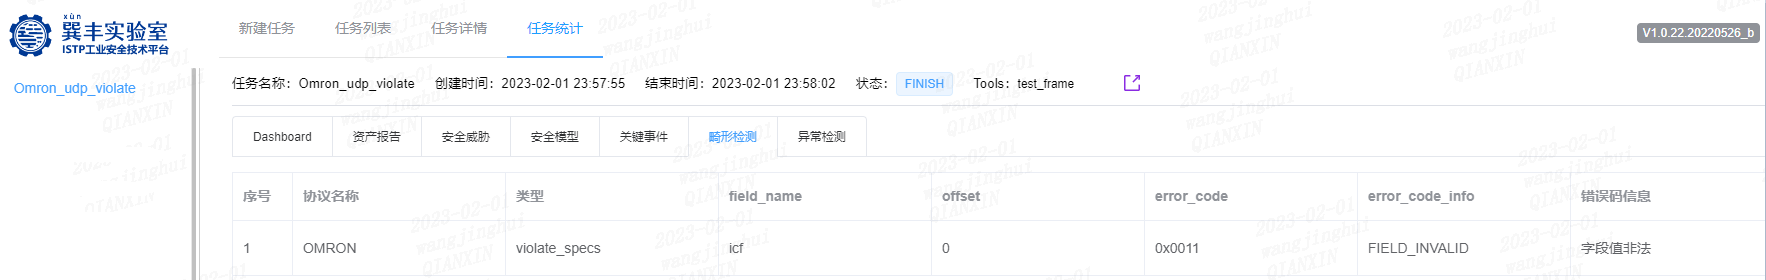 xùn
巽丰实验室
ISTP工业安全技术平台
新建任务 任务列表 任务详情 任务统计
V1.0.22.20220526_b
Omron_udp_violate
任务名称：Omron_udp_violate 创建时间：2023-02-01 23:57:55 结束时间：2023-02-01 23:58:02 状态： FINISH Tools：test_frame
Dashboard 资产报告 安全威胁 安全模型 关键事件 畸形检测 异常检测
序号 协议名称 类型 field_name offset error_code error_code_info 错误码信息
1 OMRON violate_specs icf 0 0x0011 FIELD_INVALID 字段值非法
2023-02-01
wangjinghui
QIANXIN